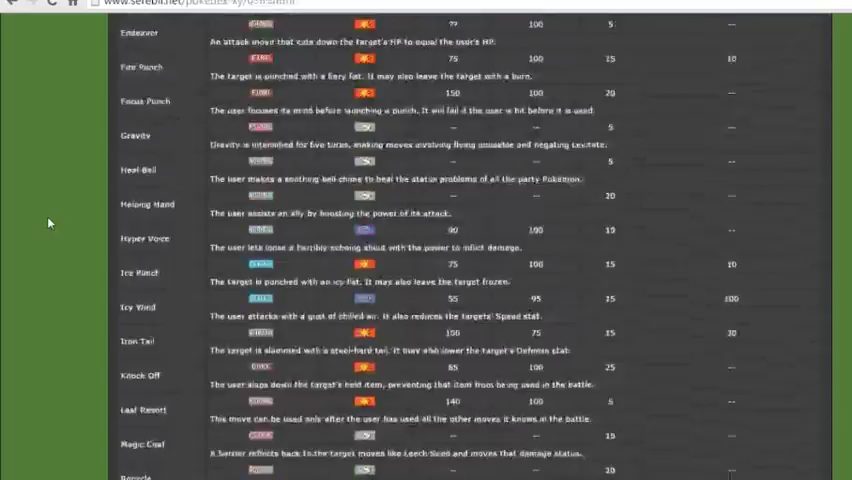 www.serebii.net/pokedex-xy/
Endeavor ?? 100 5 --
An attack move that cuts down the target's HP to equal the user's HP.
Fire Punch 75 100 15 10
The target is punched with a fiery fist. It may also leave the target with a burn.
Focus Punch 150 100 20 --
The user focuses its mind before launching a punch. It will fail if the user is hit before it is used.
Gravity -- -- 5 --
Gravity is intensified for five turns, making moves involving flying unusable and negating Levitate.
Heal Bell -- -- 5 --
The user makes a soothing bell chime to heal the status problems of all the party Pokémon.
Helping Hand -- -- 20 --
The user assists an ally by boosting the power of its attack.
Hyper Voice 90 100 10 --
The user lets loose a horribly echoing shout with the power to inflict damage.
Ice Punch 75 100 15 10
The target is punched with an icy fist. It may also leave the target frozen.
Icy Wind 55 95 15 100
The user attacks with a gust of chilled air. It also reduces the targets' Speed stat.
Iron Tail 100 75 15 30
The target is slammed with a steel-hard tail. It may also lower the target's Defense stat.
Knock Off 65 100 25 --
The user slaps down the target's held item, preventing that item from being used in the battle.
Last Resort 140 100 5 --
This move can be used only after the user has used all the other moves it knows in the battle.
Magic Coat -- -- 15 --
A barrier reflects back to the target moves like Leech Seed and moves that damage status.
Recycle -- -- 10 --